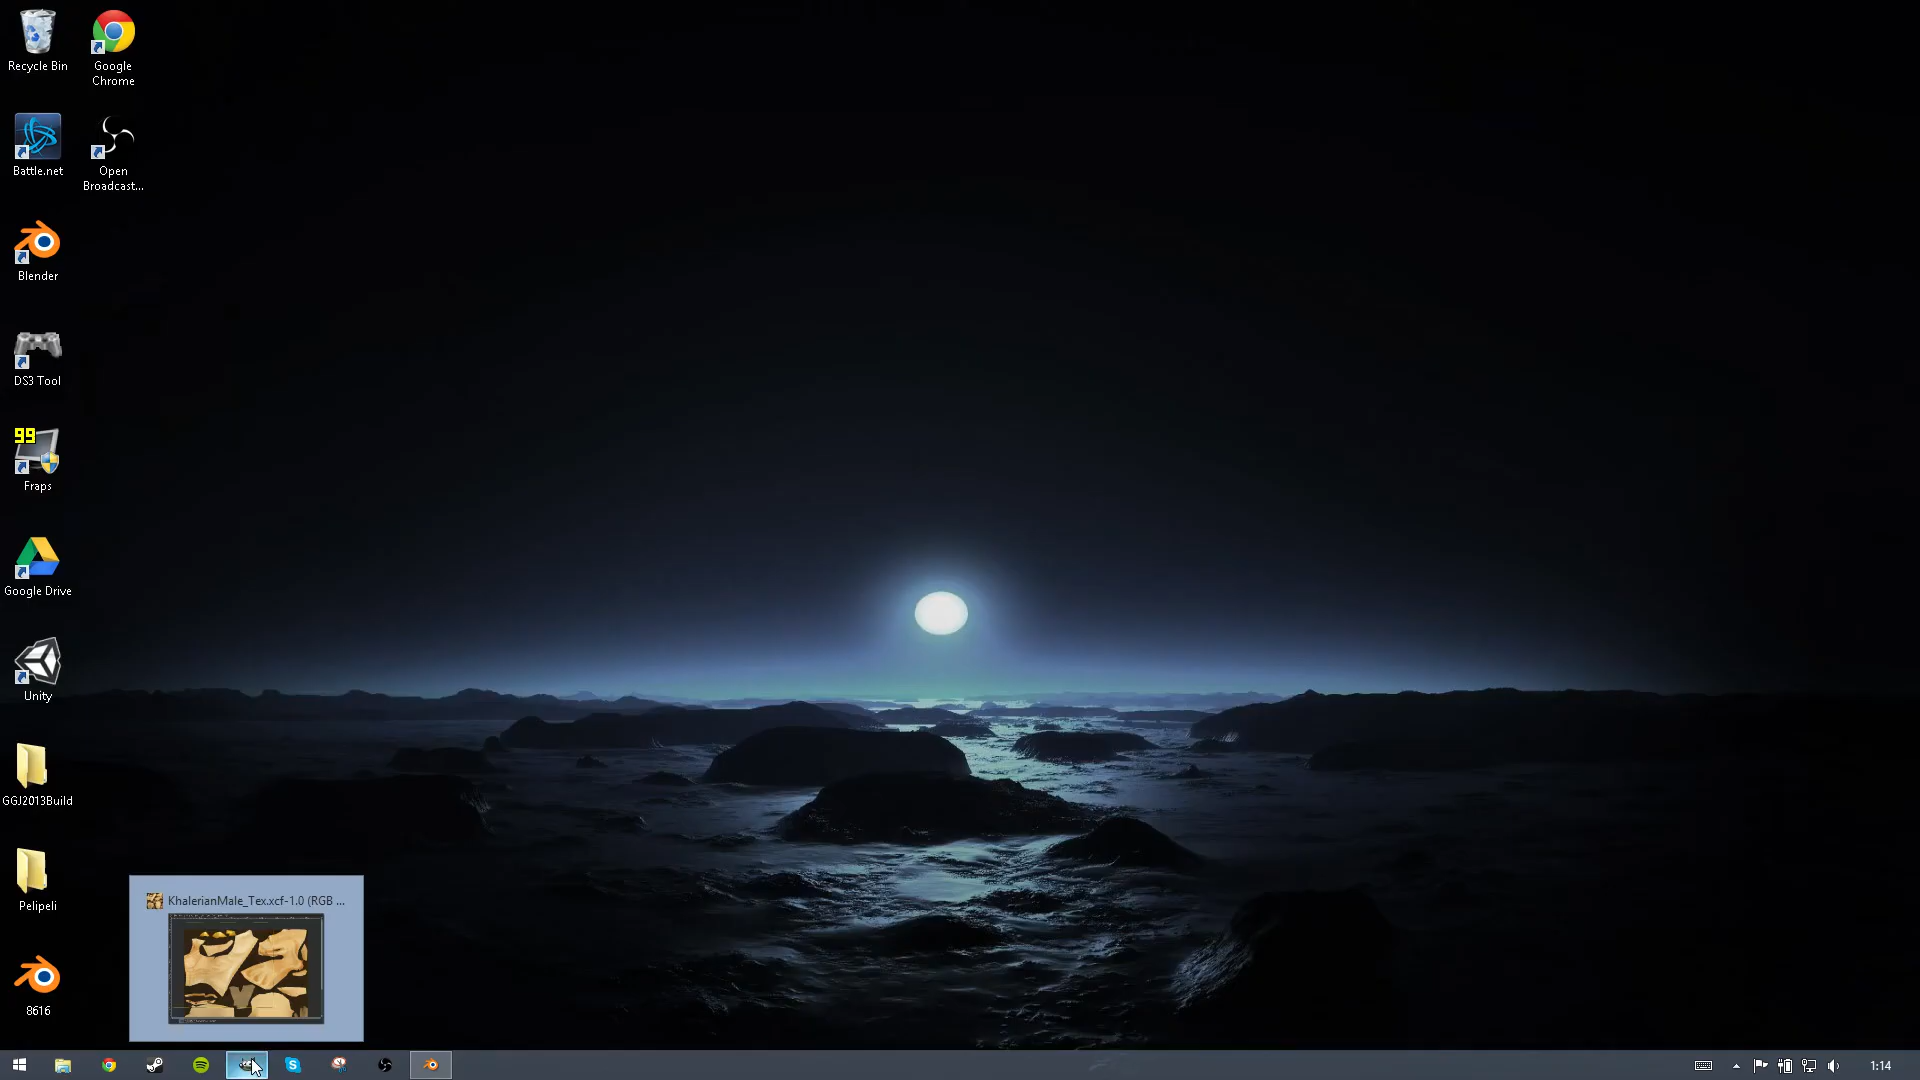 Recycle Bin
Google
Chrome
Battle.net
Open
Broadcast...
Blender
DS3 Tool
99
Fraps
Google Drive
Unity
GGJ2013Build
Pelipeli
8616
KhalerianMale_Tex.xcf-1.0 (RGB ...
1:14